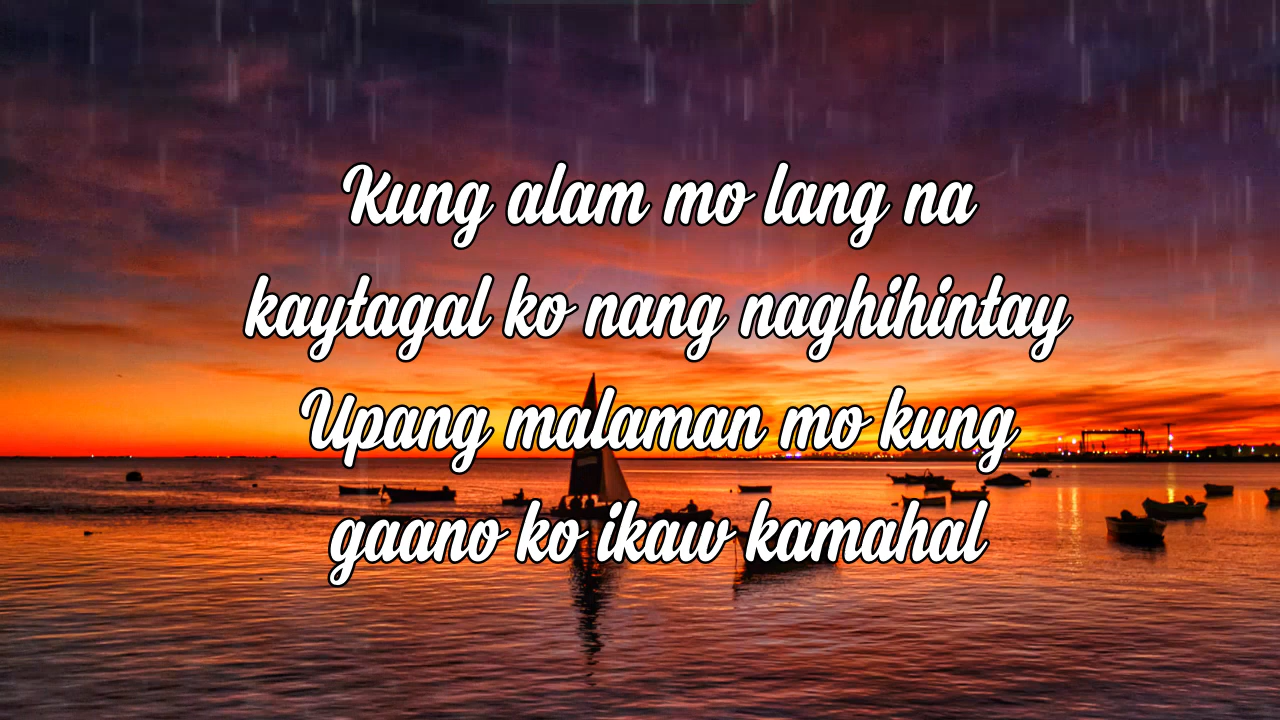 Kung alam mo lang na
kaytagal ko nang naghihintay
Upang malaman mo kung
gaano ko ikaw kamahal